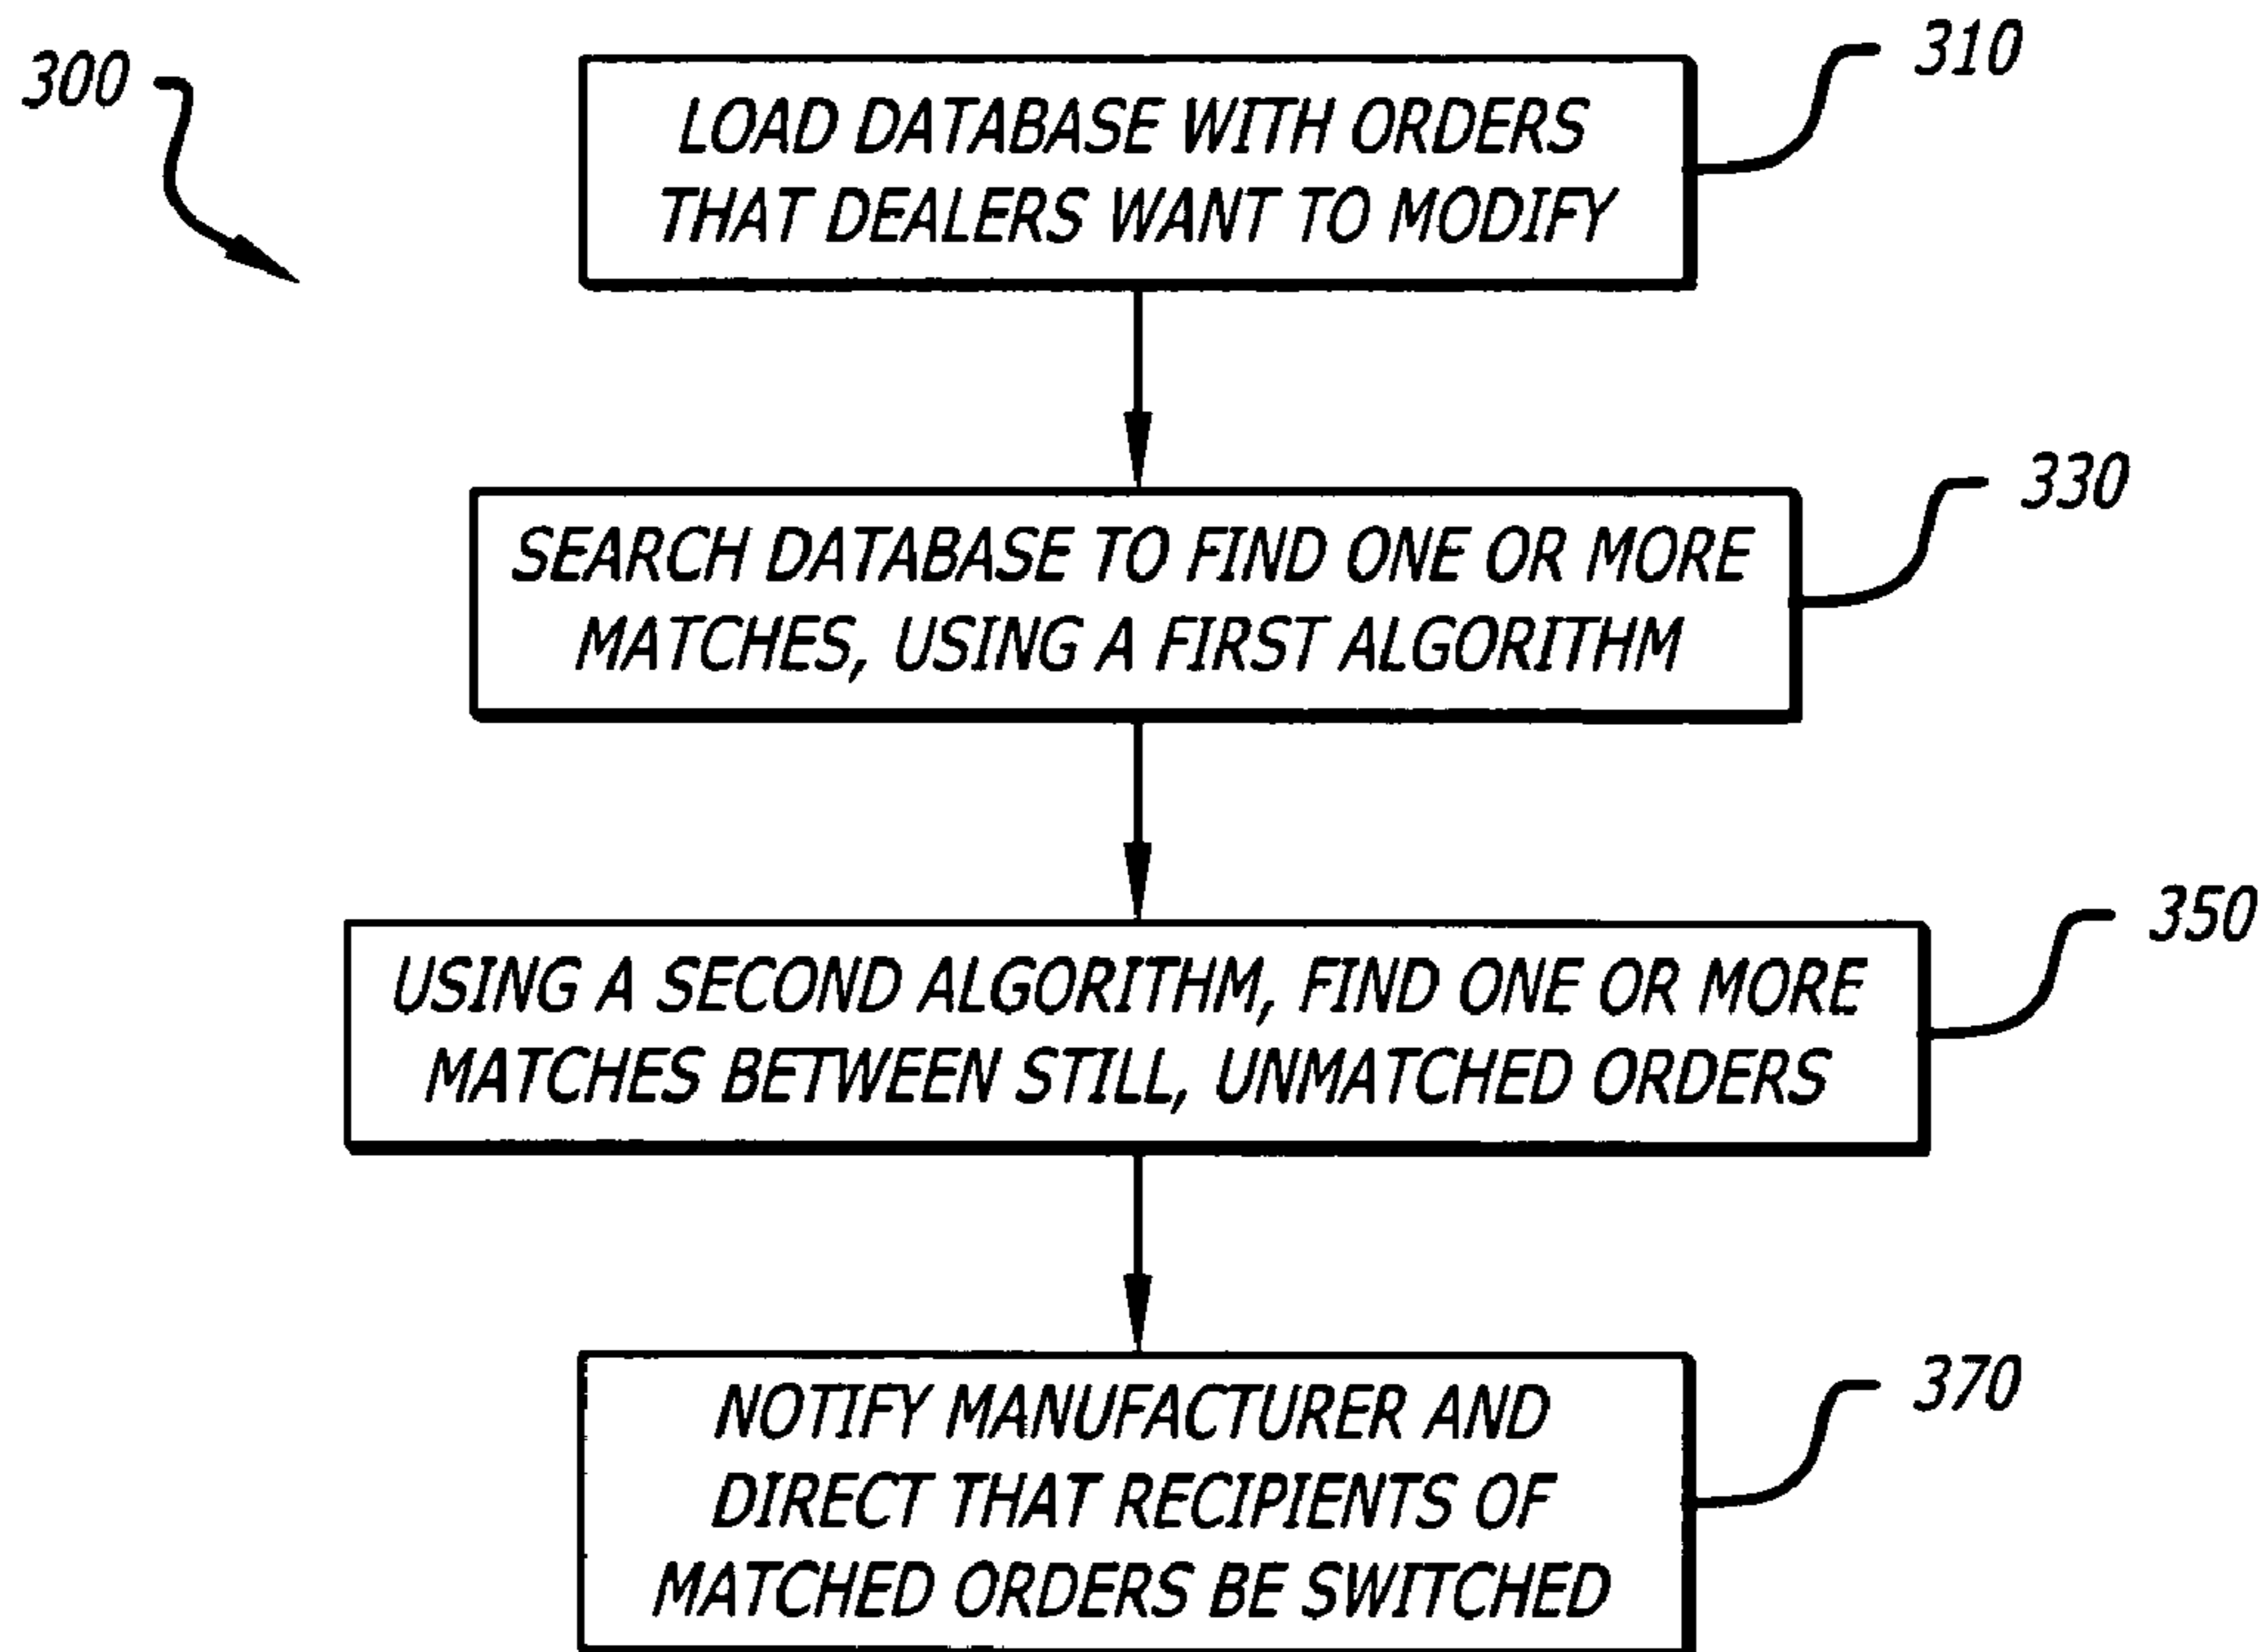 300
310
LOAD DATABASE WITH ORDERS
THAT DEALERS WANT TO MODIFY
330
SEARCH DATABASE TO FIND ONE OR MORE
MATCHES, USING A FIRST ALGORITHM
350
USING A SECOND ALGORITHM, FIND ONE OR MORE
MATCHES BETWEEN STILL, UNMATCHED ORDERS
370
NOTIFY MANUFACTURER AND
DIRECT THAT RECIPIENTS OF
MATCHED ORDERS BE SWITCHED